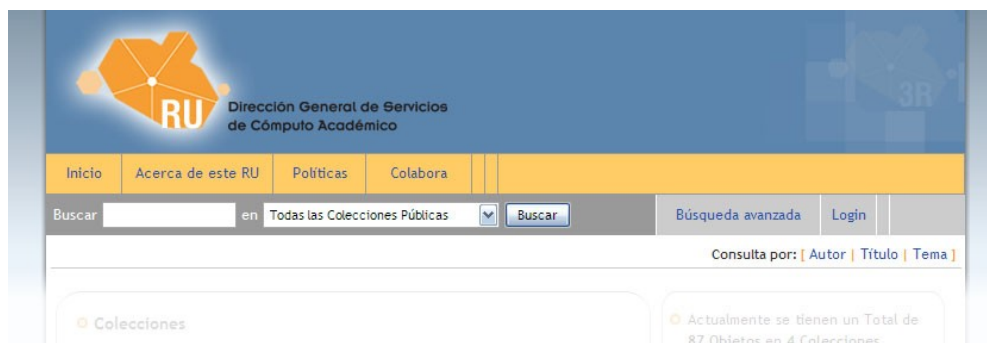 RU
Dirección General de Servicios
de Cómputo Académico
3R
Inicio Acerca de este RU Políticas Colabora
Buscar en Todas las Colecciones Públicas Buscar Búsqueda avanzada Login
Consulta por: [ Autor | Título | Tema ]
Colecciones
Actualmente se tienen un Total de
87 Objetos en 4 Colecciones